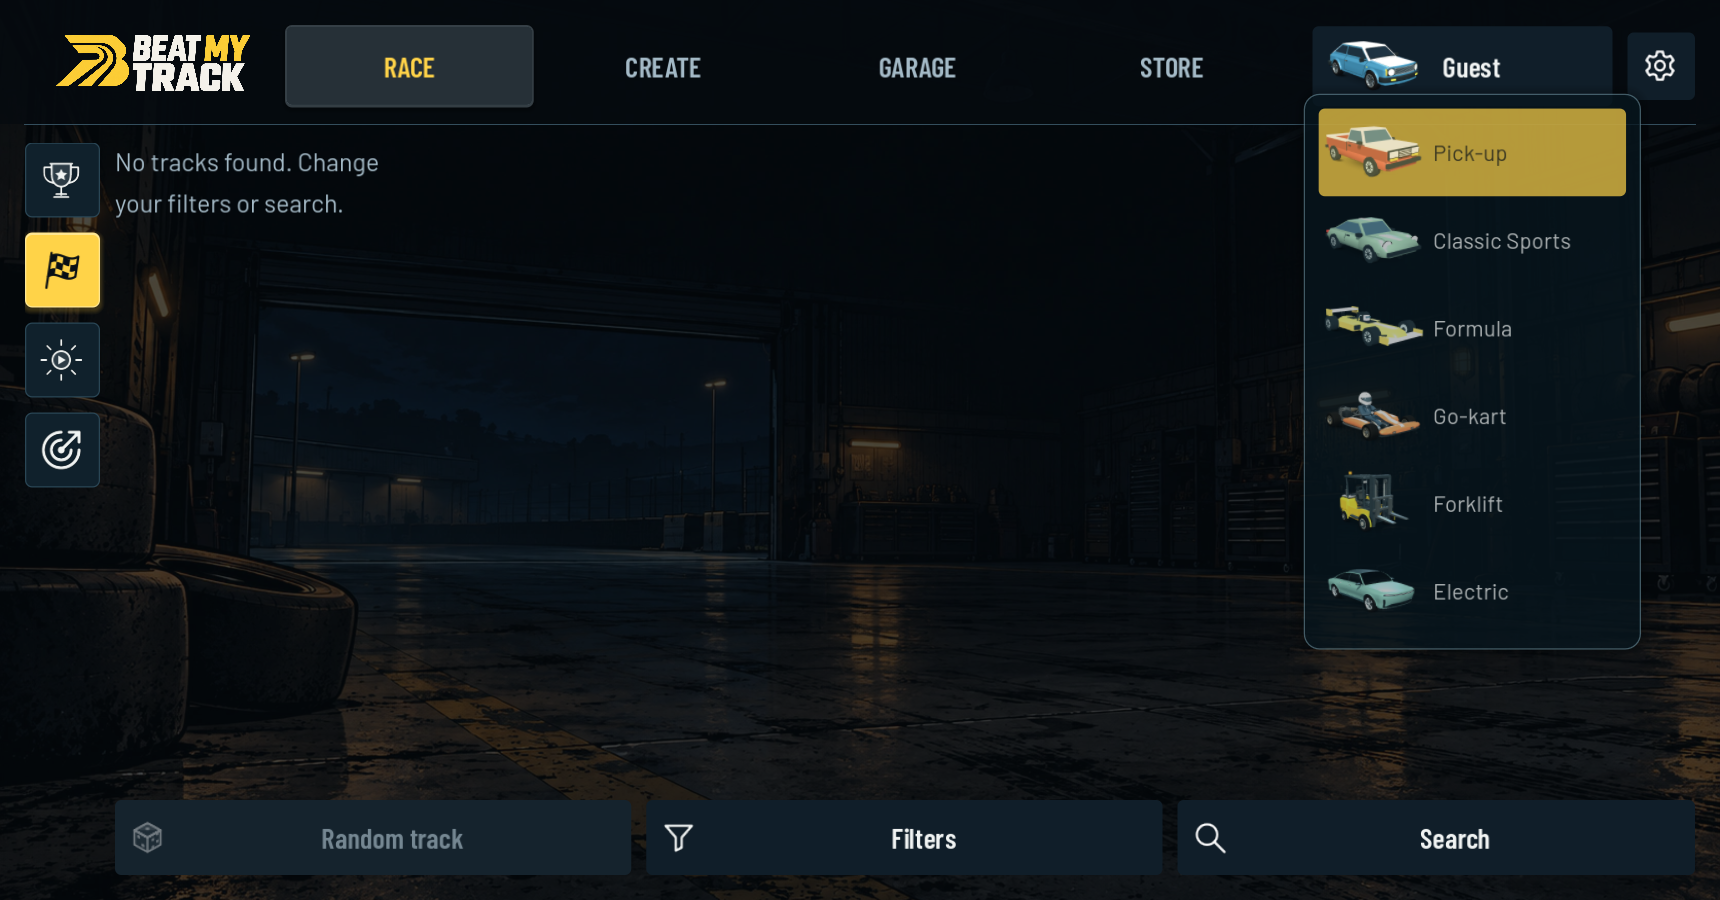 BEAT MY
TRACK
RACE
CREATE
GARAGE
STORE
Guest
No tracks found. Change
your filters or search.
Pick-up
Classic Sports
Formula
Go-kart
Forklift
Electric
Random track
Filters
Search